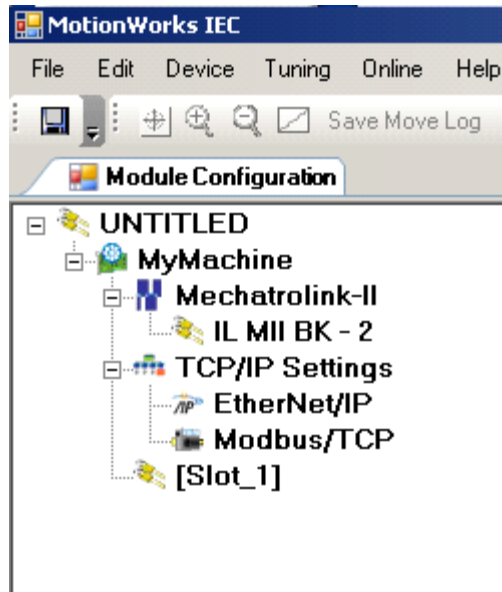 MotionWorks IEC
File Edit Device Tuning Online Help
Save Move Log
Module Configuration
UNTITLED
MyMachine
Mechatrolink-II
IL MII BK - 2
TCP/IP Settings
EtherNet/IP
Modbus/TCP
[Slot_1]